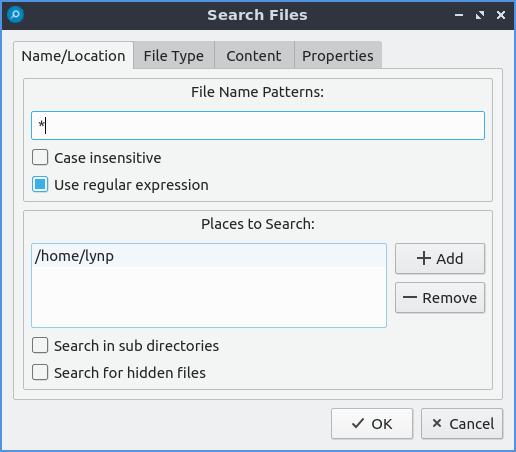 Search Files
Name/Location File Type Content Properties
File Name Patterns:
*
Case insensitive
Use regular expression
Places to Search:
/home/lynp
Add
Remove
Search in sub directories
Search for hidden files
OK Cancel